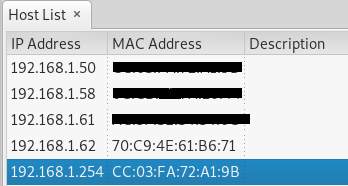 Host List ×
IP Address MAC Address Description
192.168.1.50
192.168.1.58
192.168.1.61
192.168.1.62 70:C9:4E:61:B6:71
192.168.1.254 CC:03:FA:72:A1:9B